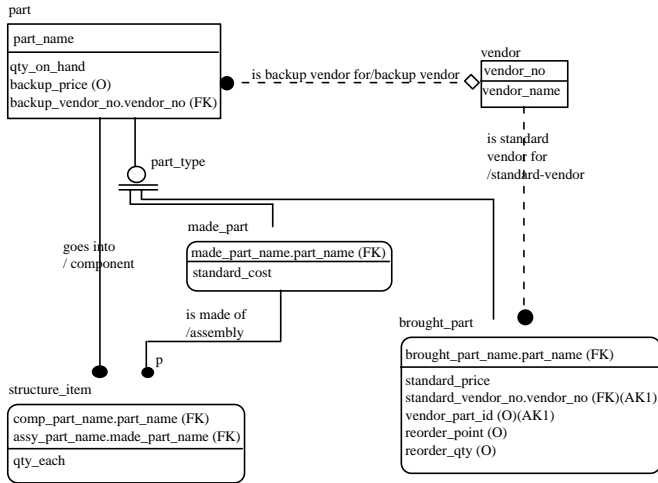 part
part_name
qty_on_hand
backup_price (O)
backup_vendor_no.vendor_no (FK)
is backup vendor for/backup vendor
vendor
vendor_no
vendor_name
is standard
vendor for
/standard-vendor
part_type
goes into
/ component
made_part
made_part_name.part_name (FK)
standard_cost
is made of
/assembly
p
brought_part
brought_part_name.part_name (FK)
standard_price
standard_vendor_no.vendor_no (FK)(AK1)
vendor_part_id (O)(AK1)
reorder_point (O)
reorder_qty (O)
structure_item
comp_part_name.part_name (FK)
assy_part_name.made_part_name (FK)
qty_each